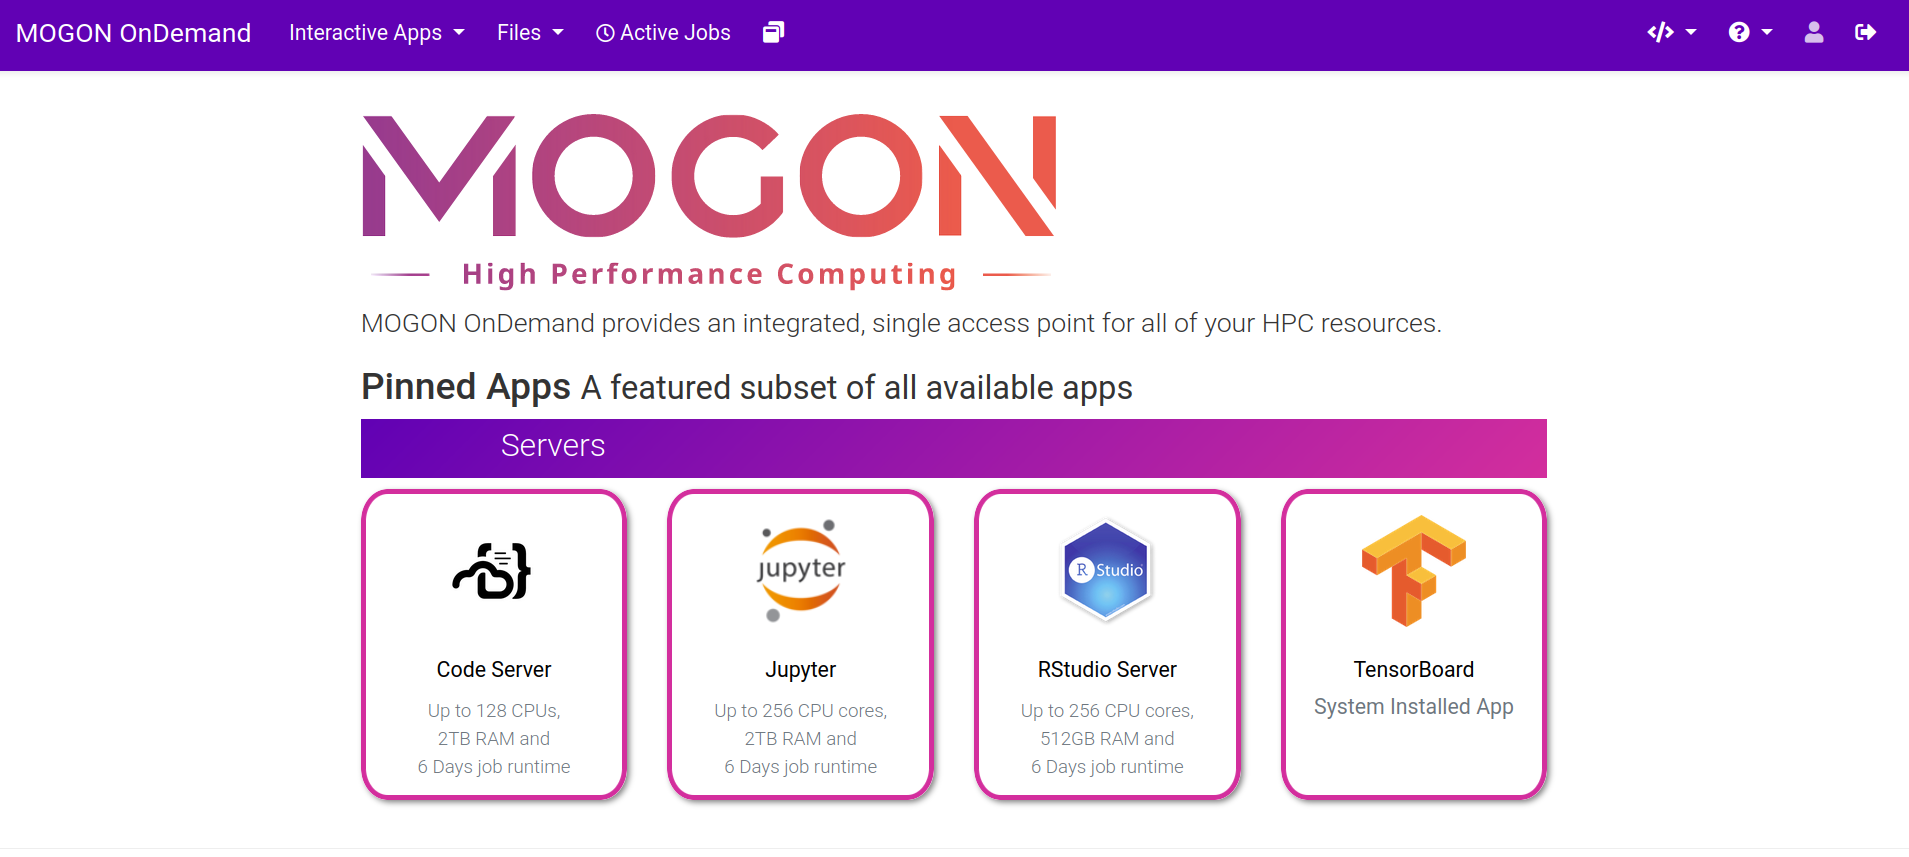 MOGON OnDemand Interactive Apps Files Active Jobs
MOGON
High Performance Computing
MOGON OnDemand provides an integrated, single access point for all of your HPC resources.
Pinned Apps A featured subset of all available apps
Servers
jupyter
R Studio
Code Server
Up to 128 CPUs,
2TB RAM and
6 Days job runtime
Jupyter
Up to 256 CPU cores,
2TB RAM and
6 Days job runtime
RStudio Server
Up to 256 CPU cores,
512GB RAM and
6 Days job runtime
TensorBoard
System Installed App